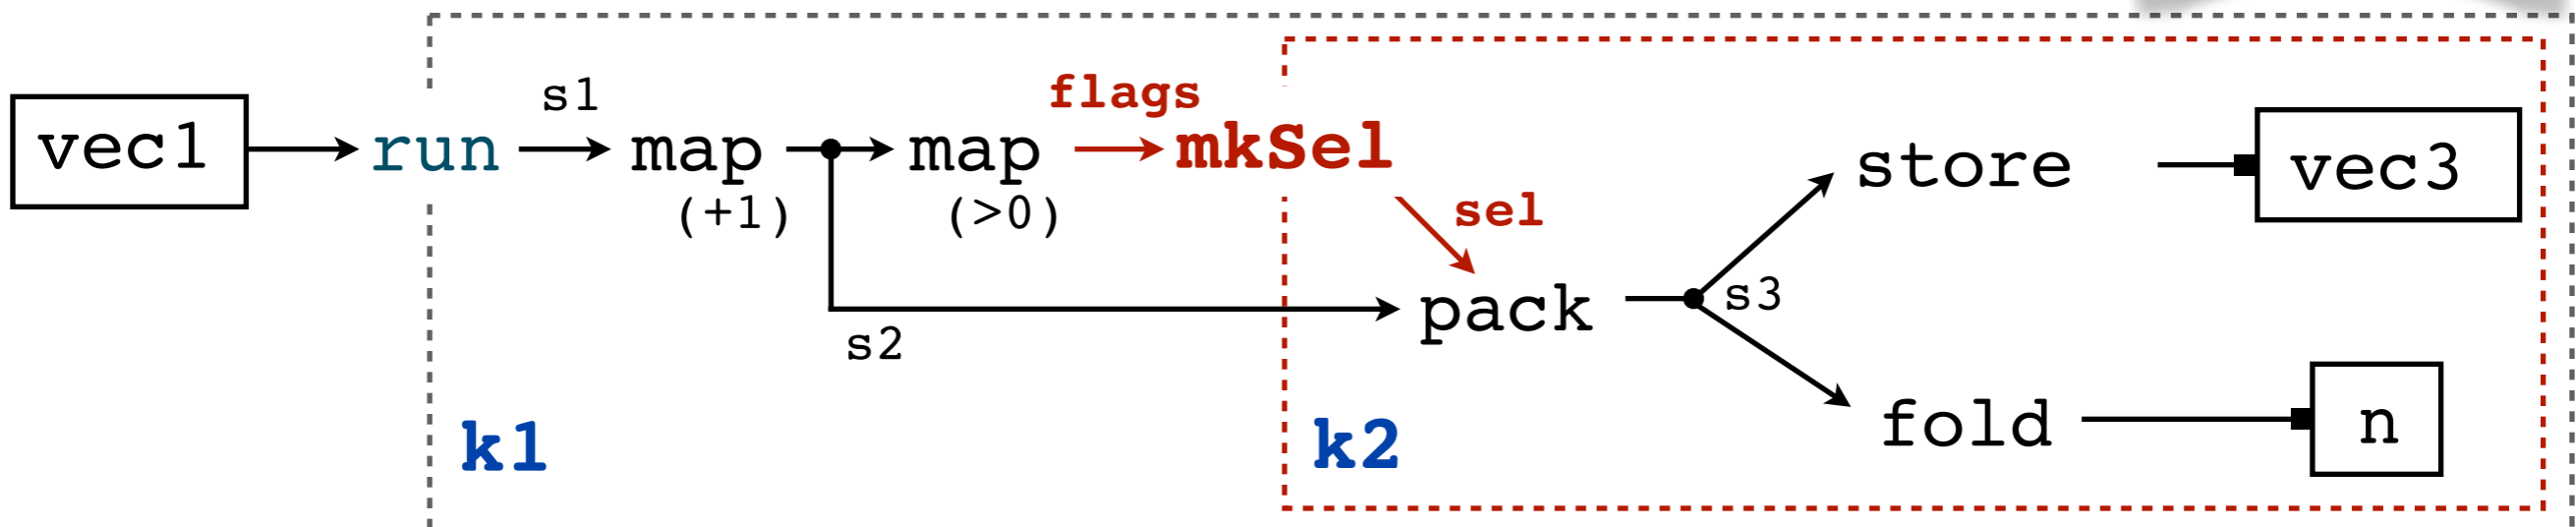 vec1
run
s1
map
(+1)
s2
map
(>0)
flags
mkSel
sel
pack
s3
store
vec3
fold
n
k1
k2